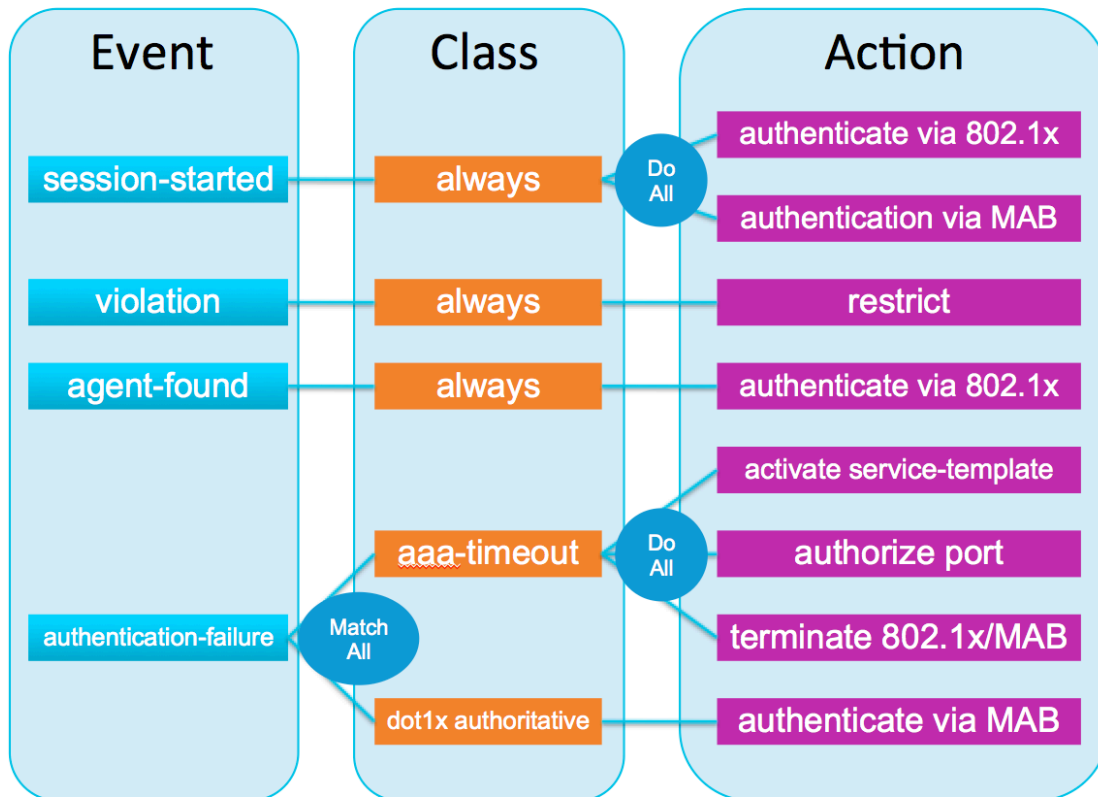 Event
Class
Action
session-started
always
Do
All
authenticate via 802.1x
authentication via MAB
violation
always
restrict
agent-found
always
authenticate via 802.1x
authentication-failure
Match
All
aaa-timeout
Do
All
activate service-template
authorize port
terminate 802.1x/MAB
dot1x authoritative
authenticate via MAB